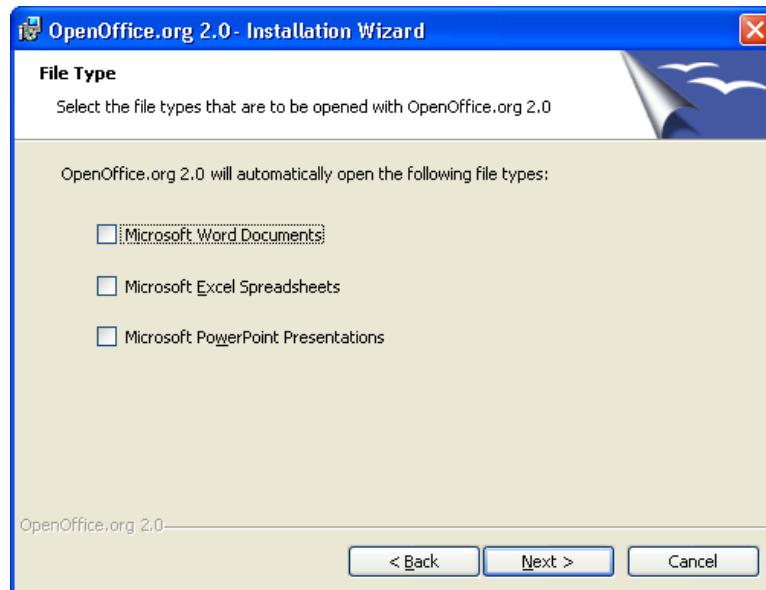 OpenOffice.org 2.0 - Installation Wizard
File Type
Select the file types that are to be opened with OpenOffice.org 2.0
OpenOffice.org 2.0 will automatically open the following file types:
Microsoft Word Documents
Microsoft Excel Spreadsheets
Microsoft PowerPoint Presentations
OpenOffice.org 2.0
< Back Next > Cancel